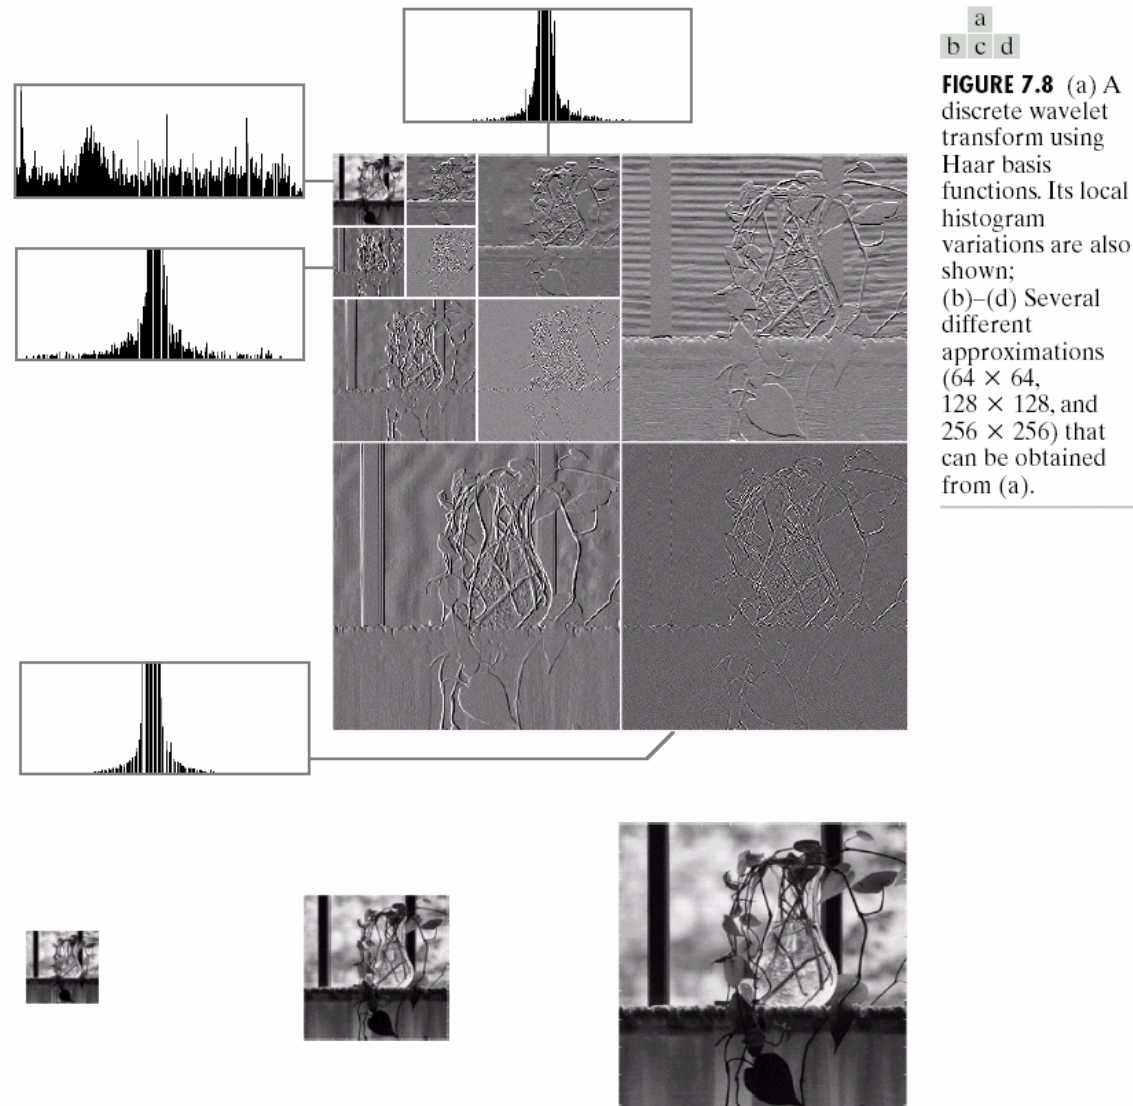 a
b c d
FIGURE 7.8 (a) A
discrete wavelet
transform using
Haar basis
functions. Its local
histogram
variations are also
shown;
(b)–(d) Several
different
approximations
(64 × 64,
128 × 128, and
256 × 256) that
can be obtained
from (a).